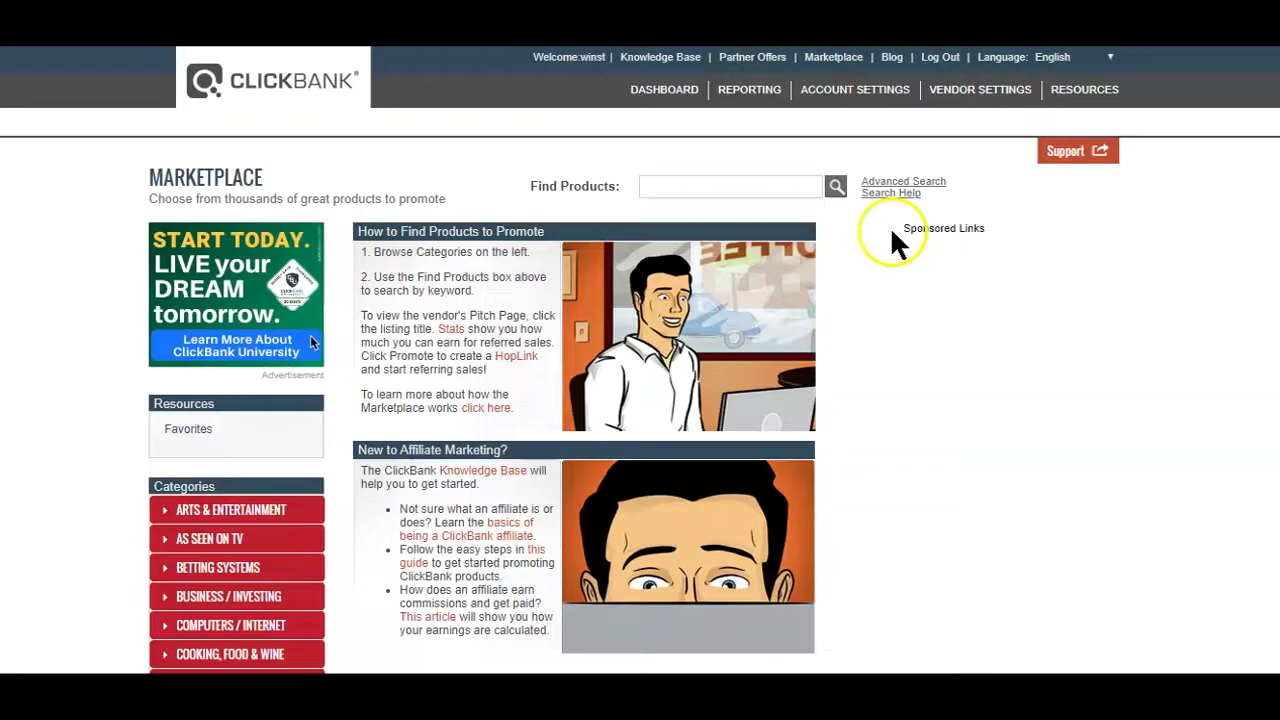 Welcome:winst | Knowledge Base | Partner Offers | Marketplace | Blog | Log Out | Language: English
CLICKBANK®
DASHBOARD | REPORTING | ACCOUNT SETTINGS | VENDOR SETTINGS | RESOURCES
Support
MARKETPLACE
Choose from thousands of great products to promote
Find Products:
Advanced Search
Search Help
START TODAY.
LIVE your
DREAM
tomorrow.
Learn More About
ClickBank University
Advertisement
Resources
Favorites
Categories
ARTS & ENTERTAINMENT
AS SEEN ON TV
BETTING SYSTEMS
BUSINESS / INVESTING
COMPUTERS / INTERNET
COOKING, FOOD & WINE
How to Find Products to Promote
1. Browse Categories on the left.
2. Use the Find Products box above
to search by keyword.
To view the vendor's Pitch Page, click
the listing title. Stats show you how
much you can earn for referred sales.
Click Promote to create a HopLink
and start referring sales!
To learn more about how the
Marketplace works click here.
New to Affiliate Marketing?
The ClickBank Knowledge Base will
help you to get started.
Not sure what an affiliate is or
does? Learn the basics of
being a ClickBank affiliate.
Follow the easy steps in this
guide to get started promoting
ClickBank products.
How does an affiliate earn
commissions and get paid?
This article will show you how
your earnings are calculated.
Sponsored Links